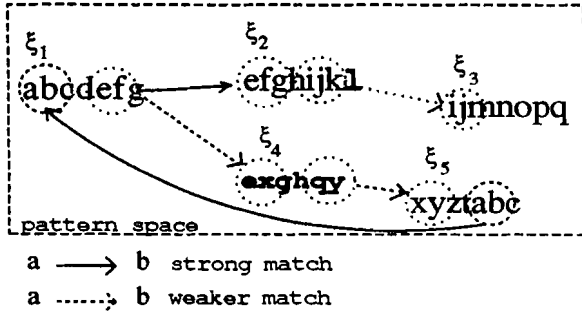 ξ1 ξ2 ξ3
abcdefg efghijkl ijmnopq
ξ4 ξ5
exghqy xyztabc
pattern space
a b strong match
a b weaker match